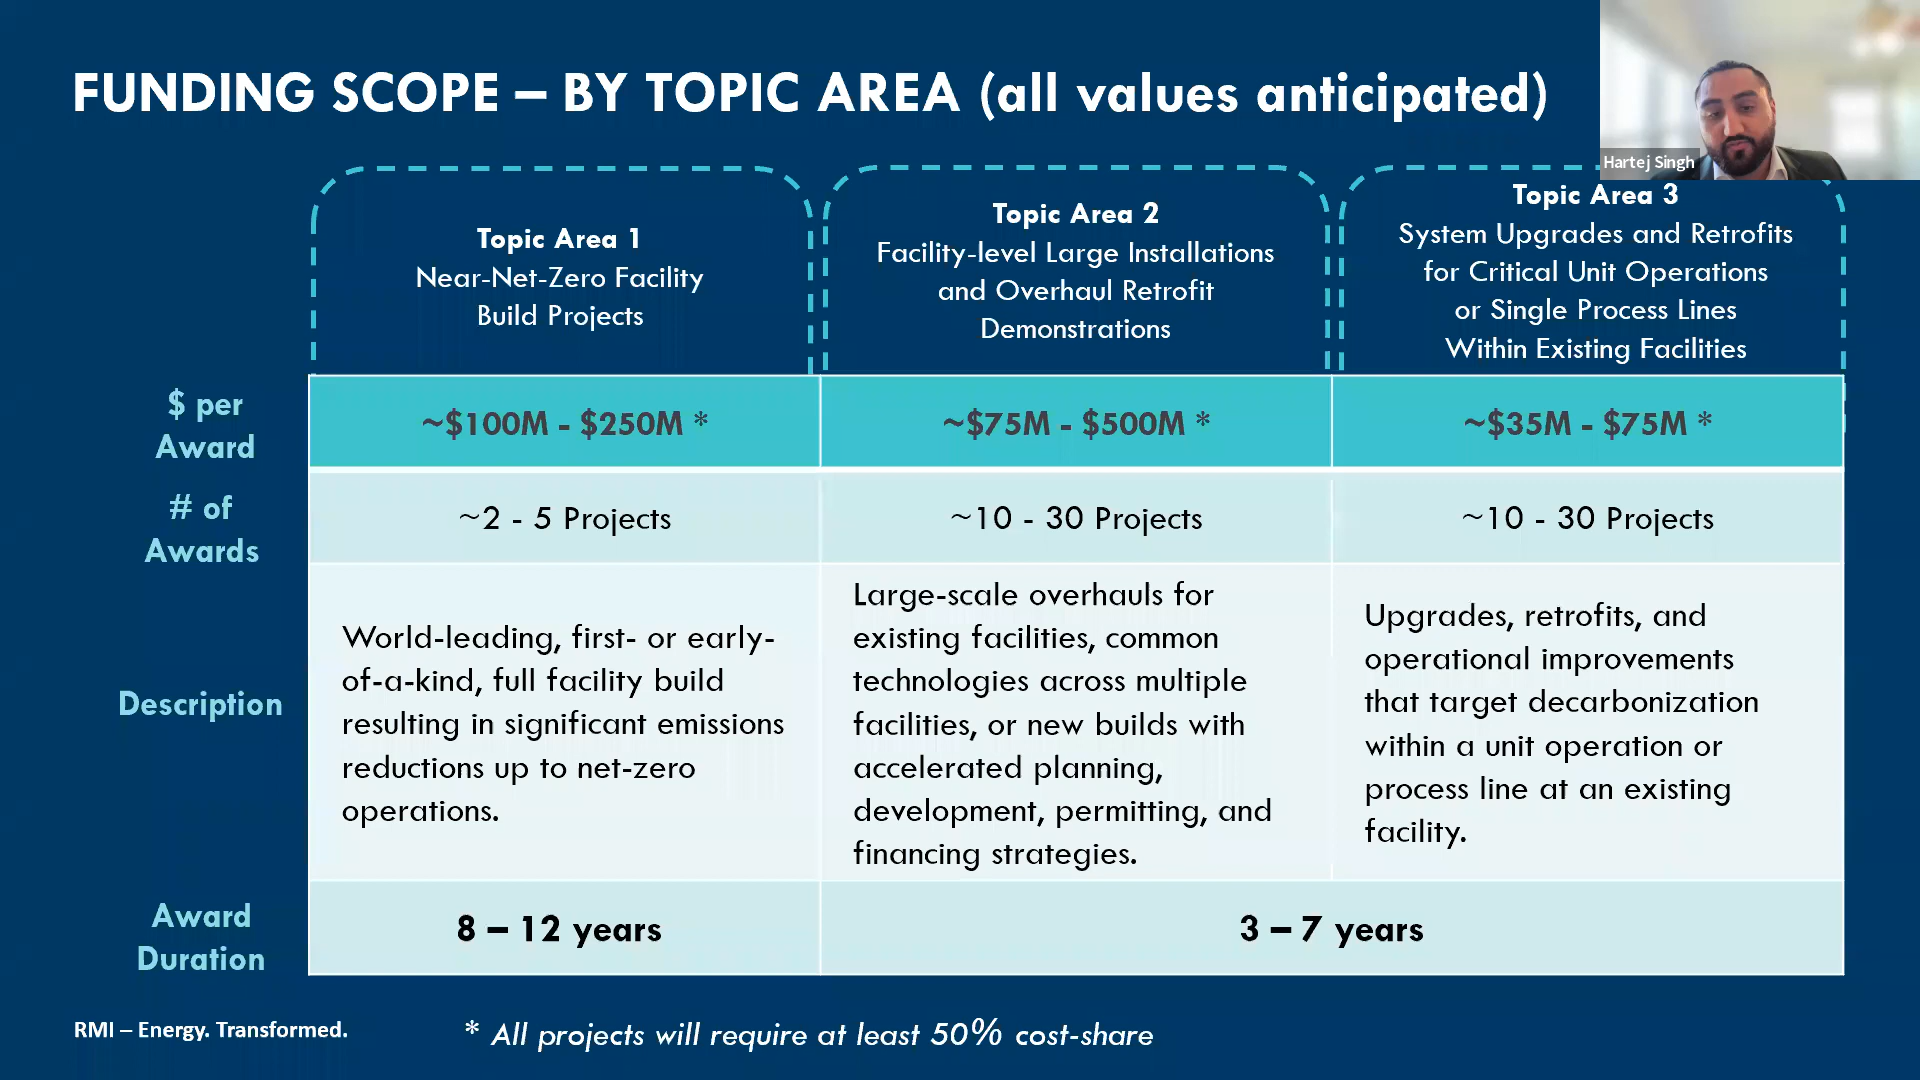 FUNDING SCOPE – BY TOPIC AREA (all values anticipated)
Hartej Singh
Topic Area 1
Near-Net-Zero Facility
Build Projects
Topic Area 2
Facility-level Large Installations
and Overhaul Retrofit
Demonstrations
Topic Area 3
System Upgrades and Retrofits
for Critical Unit Operations
or Single Process Lines
Within Existing Facilities
$ per
Award
~$100M - $250M *
~$75M - $500M *
~$35M - $75M *
# of
Awards
~2 - 5 Projects
~10 - 30 Projects
~10 - 30 Projects
Description
World-leading, first- or early-
of-a-kind, full facility build
resulting in significant emissions
reductions up to net-zero
operations.
Large-scale overhauls for
existing facilities, common
technologies across multiple
facilities, or new builds with
accelerated planning,
development, permitting, and
financing strategies.
Upgrades, retrofits, and
operational improvements
that target decarbonization
within a unit operation or
process line at an existing
facility.
Award
Duration
8 – 12 years
3 – 7 years
RMI – Energy. Transformed.
* All projects will require at least 50% cost-share